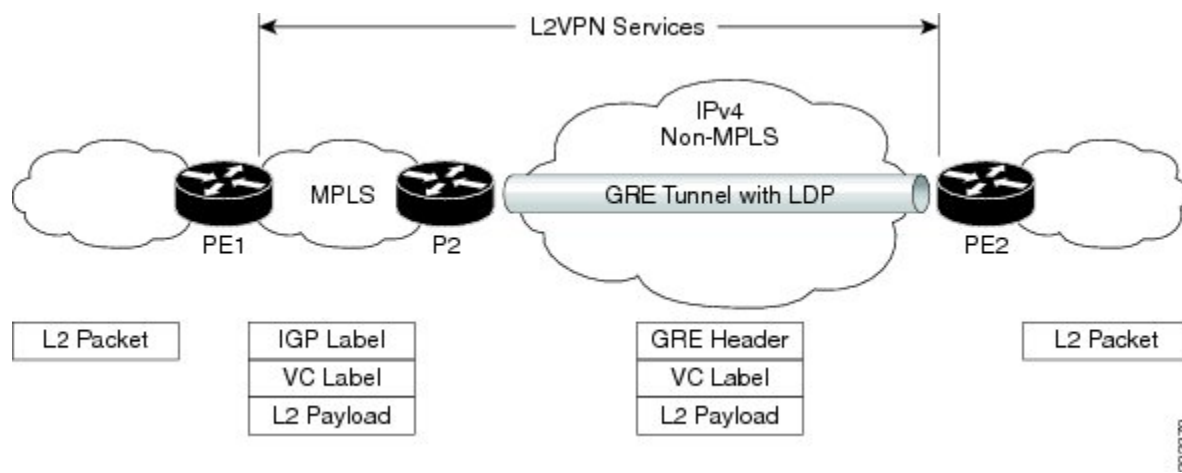 L2VPN Services
IPv4
Non-MPLS
MPLS
GRE Tunnel with LDP
PE1
P2
PE2
L2 Packet
IGP Label
GRE Header
L2 Packet
VC Label
VC Label
L2 Payload
L2 Payload